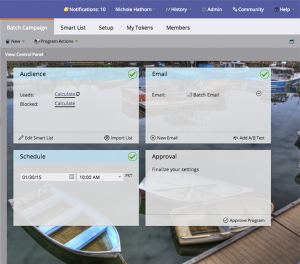 Notifications: 10 Nichole Hathorn History Admin Community Help
Batch Campaign Smart List Setup My Tokens Members
New Program Actions
View: Control Panel
Audience
Leads: Calculate
Blocked: Calculate
Edit Smart List Import List
Email
Email: Batch Email
New Email Add A/B Test
Schedule
01/30/15 10:00 AM PST
Approval
Finalize your settings
Approve Program